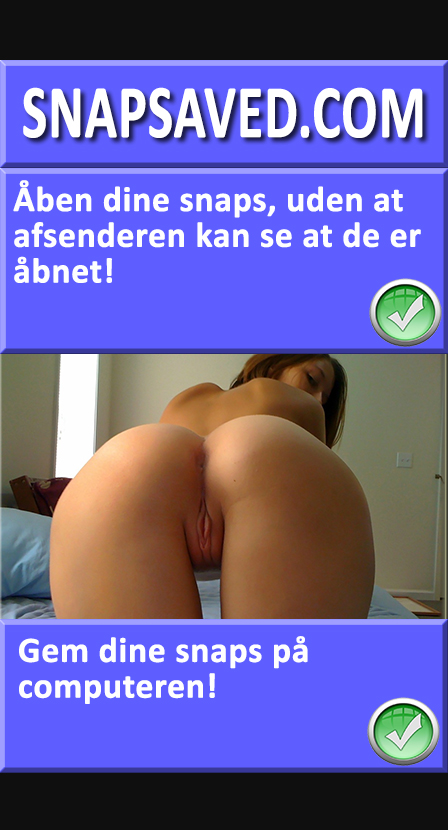 SNAPSAVED.COM
Åben dine snaps, uden at
afsenderen kan se at de er
åbnet!
Gem dine snaps på
computeren!